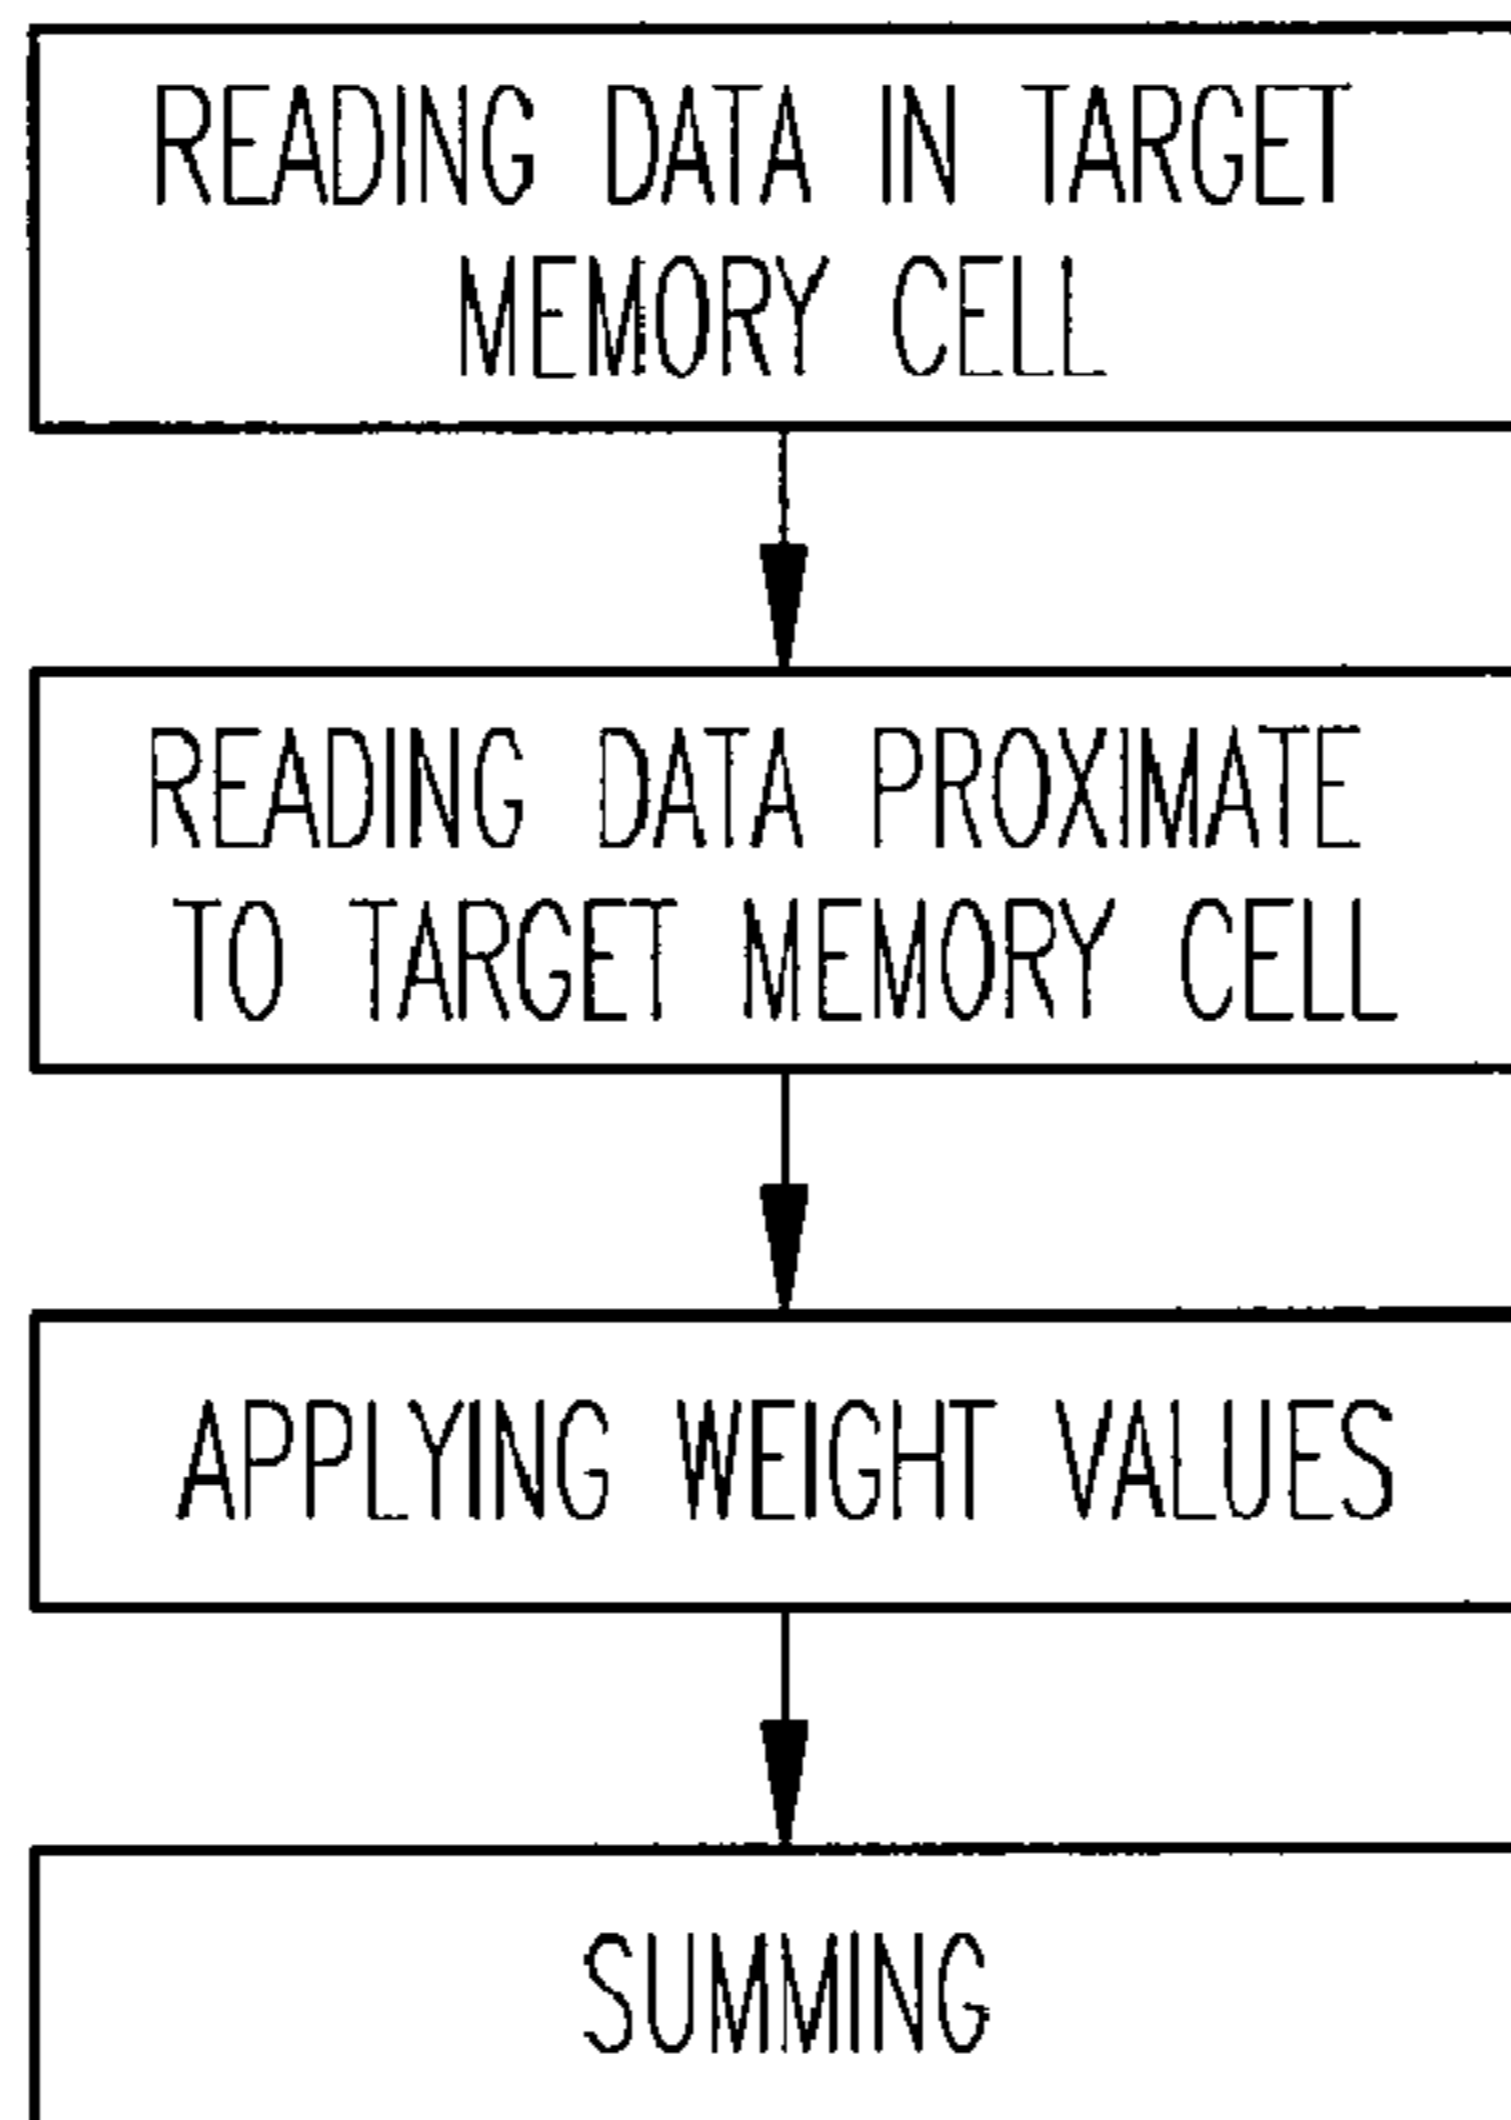 READING DATA IN TARGET
MEMORY CELL
READING DATA PROXIMATE
TO TARGET MEMORY CELL
APPLYING WEIGHT VALUES
SUMMING